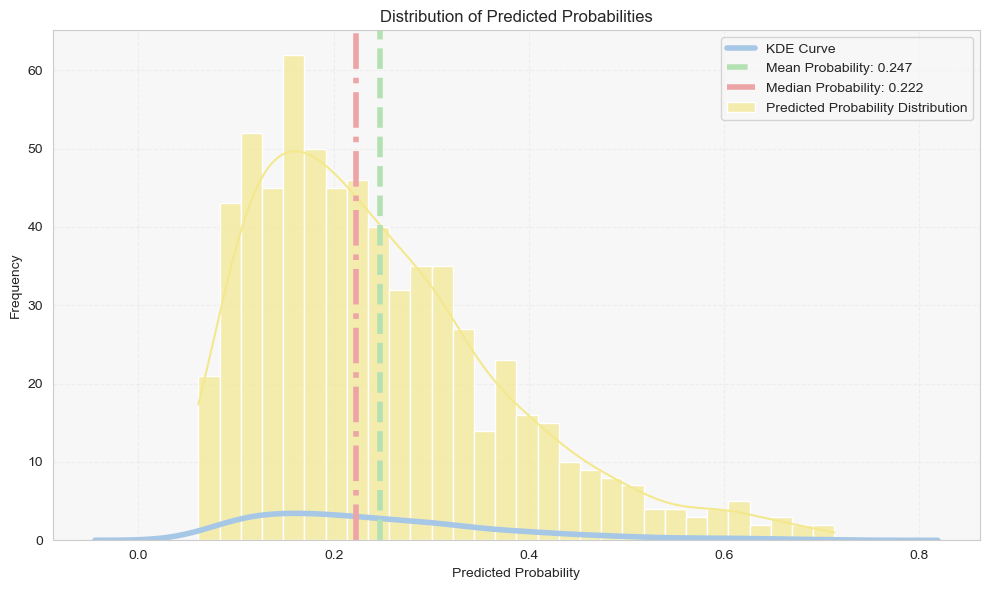 Distribution of Predicted Probabilities
KDE Curve
Mean Probability: 0.247
Median Probability: 0.222
Predicted Probability Distribution
Frequency
60
50
40
30
20
10
0
0.0
0.2
0.4
0.6
0.8
Predicted Probability